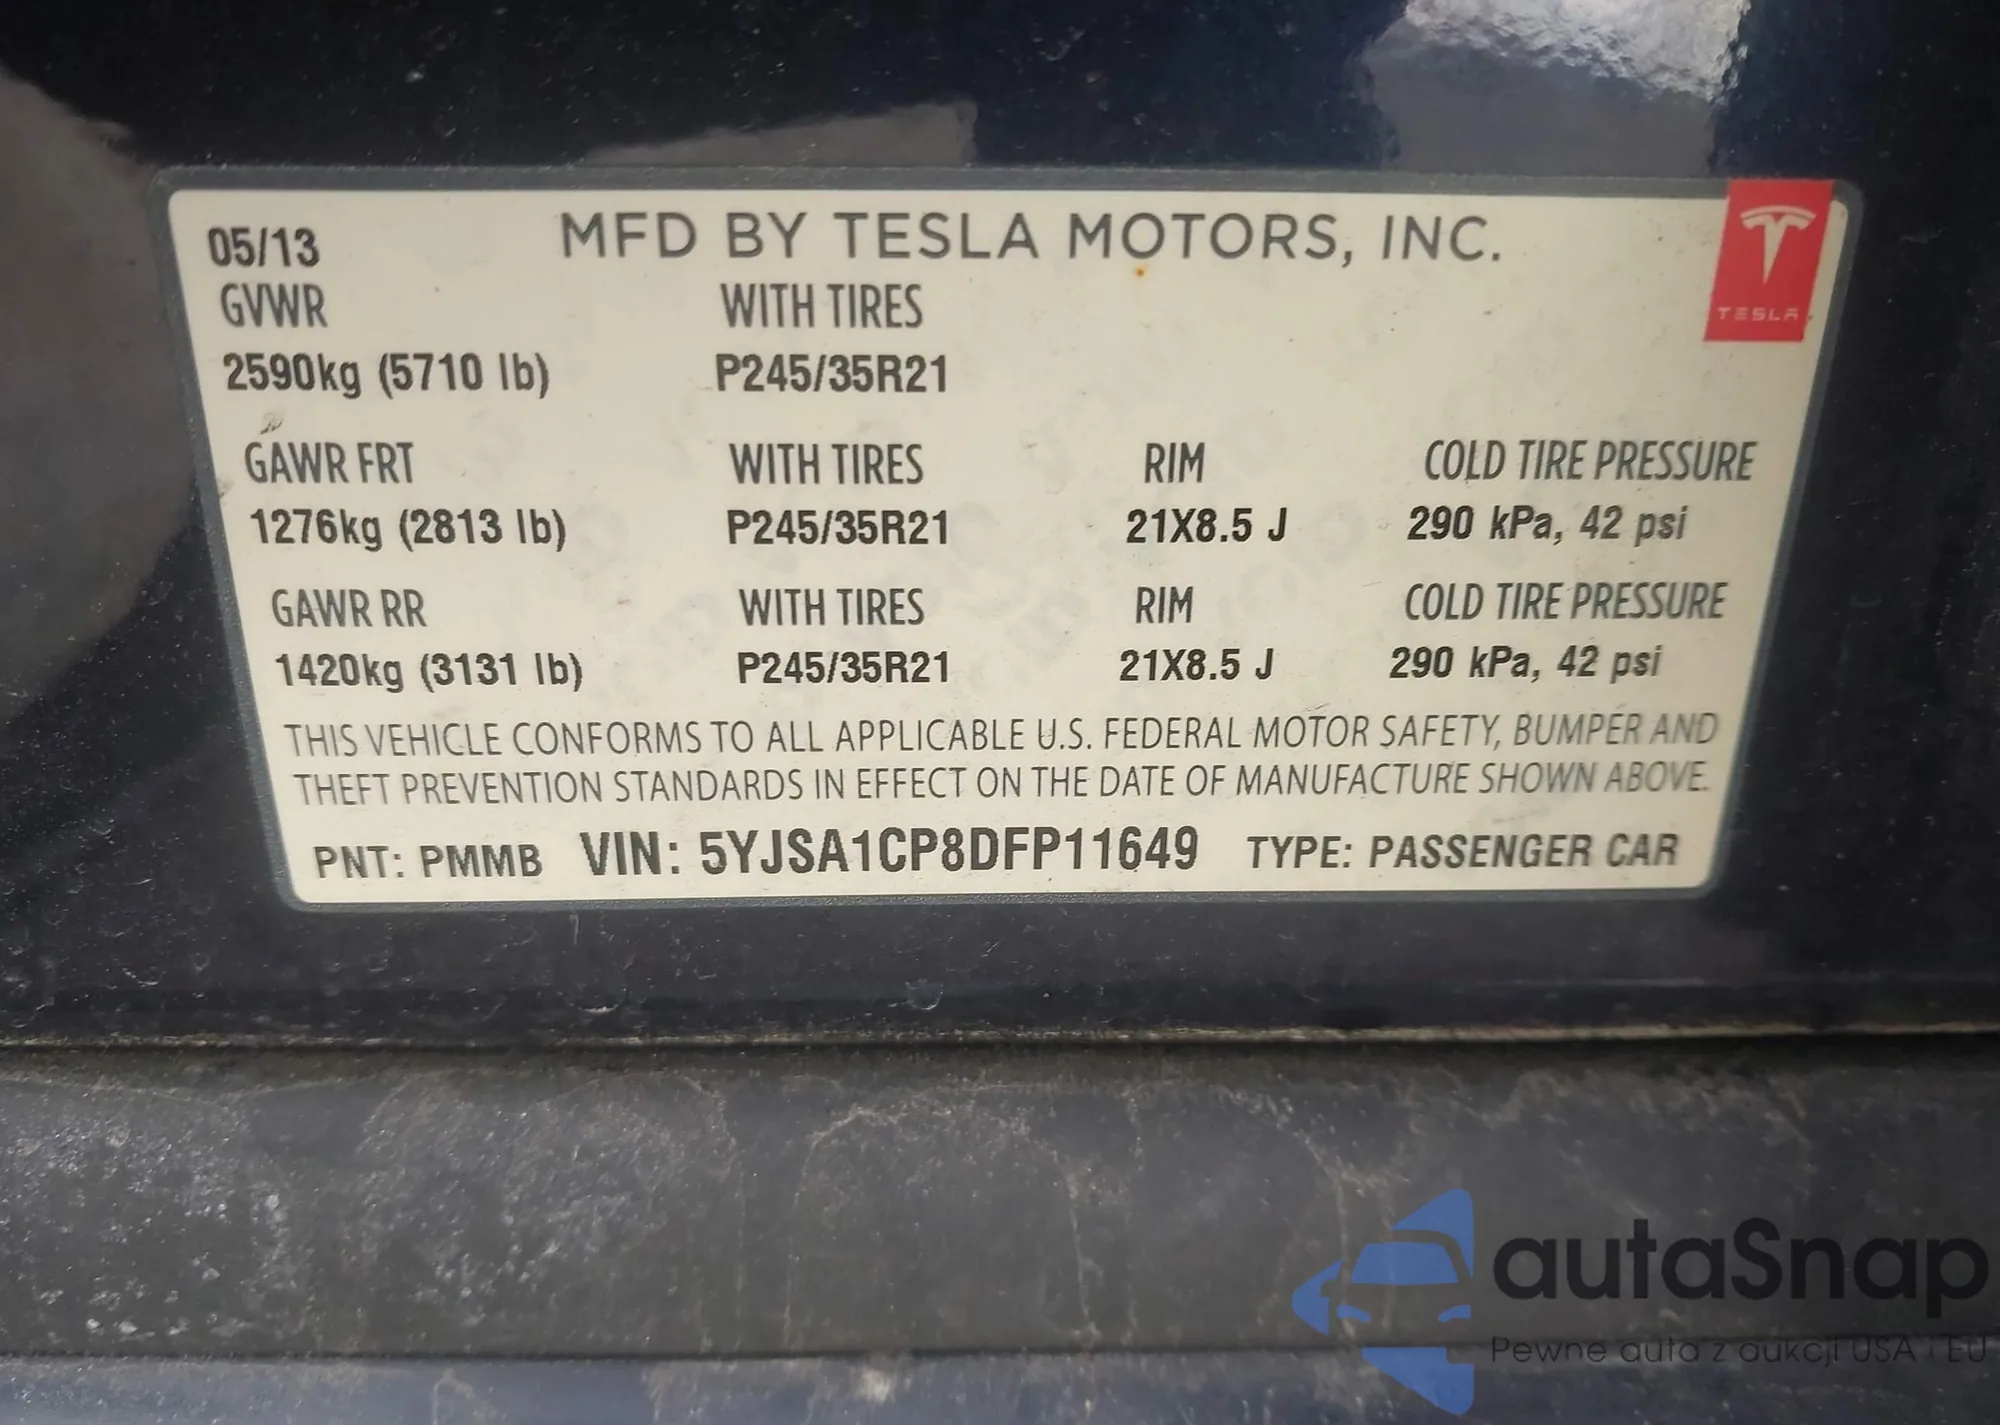 05/13 MFD BY TESLA MOTORS, INC.
TESLA
GVWR WITH TIRES
2590kg (5710 lb) P245/35R21
GAWR FRT WITH TIRES RIM COLD TIRE PRESSURE
1276kg (2813 lb) P245/35R21 21X8.5 J 290 kPa, 42 psi
GAWR RR WITH TIRES RIM COLD TIRE PRESSURE
1420kg (3131 lb) P245/35R21 21X8.5 J 290 kPa, 42 psi
THIS VEHICLE CONFORMS TO ALL APPLICABLE U.S. FEDERAL MOTOR SAFETY, BUMPER AND
THEFT PREVENTION STANDARDS IN EFFECT ON THE DATE OF MANUFACTURE SHOWN ABOVE.
PNT: PMMB VIN: 5YJSA1CP8DFP11649 TYPE: PASSENGER CAR
autaSnap
Pewne auta z aukcji USA i EU